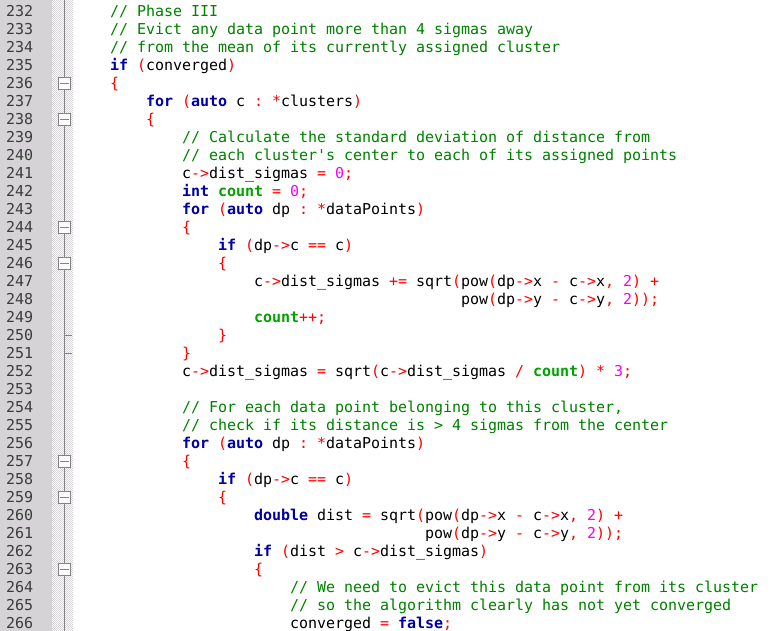 232 // Phase III
233 // Evict any data point more than 4 sigmas away
234 // from the mean of its currently assigned cluster
235 if (converged)
236 {
237 for (auto c : *clusters)
238 {
239 // Calculate the standard deviation of distance from
240 // each cluster's center to each of its assigned points
241 c->dist_sigmas = 0;
242 int count = 0;
243 for (auto dp : *dataPoints)
244 {
245 if (dp->c == c)
246 {
247 c->dist_sigmas += sqrt(pow(dp->x - c->x, 2) +
248 pow(dp->y - c->y, 2));
249 count++;
250 }
251 }
252 c->dist_sigmas = sqrt(c->dist_sigmas / count) * 3;
253
254 // For each data point belonging to this cluster,
255 // check if its distance is > 4 sigmas from the center
256 for (auto dp : *dataPoints)
257 {
258 if (dp->c == c)
259 {
260 double dist = sqrt(pow(dp->x - c->x, 2) +
261 pow(dp->y - c->y, 2));
262 if (dist > c->dist_sigmas)
263 {
264 // We need to evict this data point from its cluster
265 // so the algorithm clearly has not yet converged
266 converged = false;